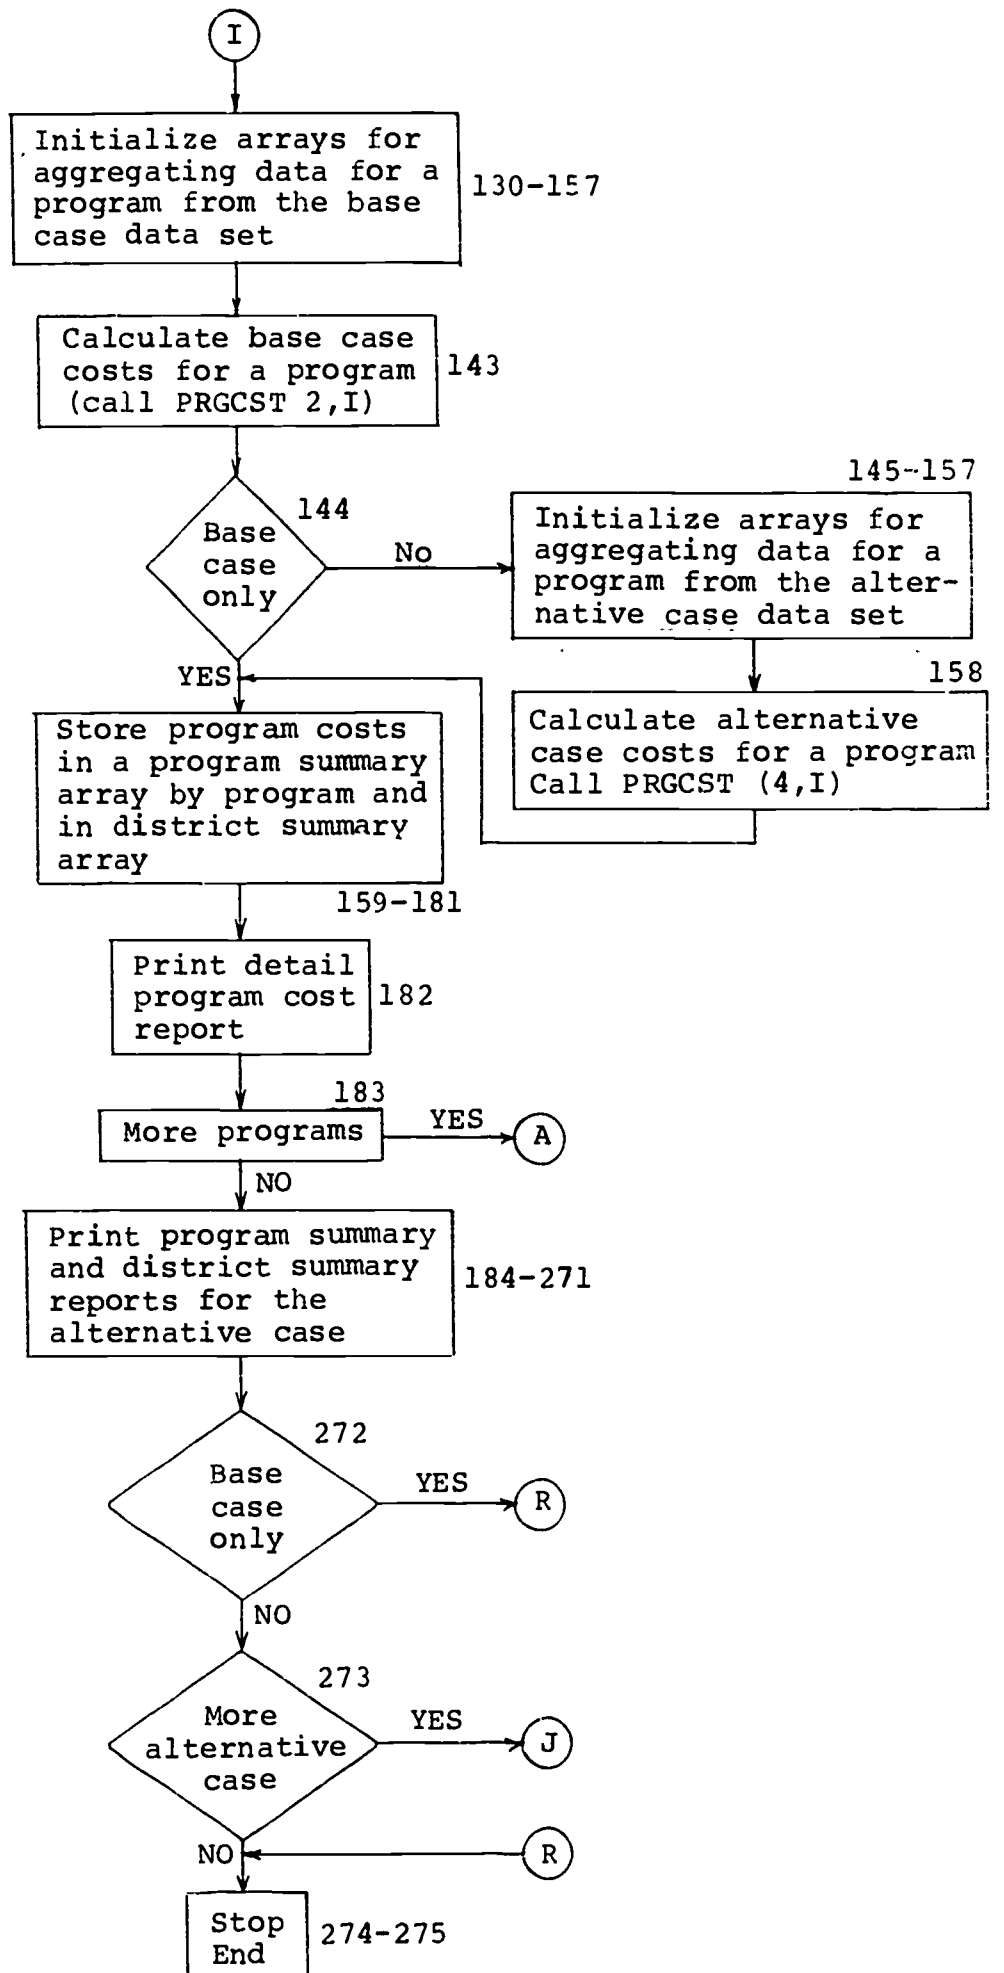 I
Initialize arrays for
aggregating data for a
program from the base
case data set
130-157
Calculate base case
costs for a program
(call PRGCST 2,I)
143
144
Base
case
only
No
145-157
Initialize arrays for
aggregating data for a
program from the alter-
native case data set
158
Calculate alternative
case costs for a program
Call PRGCST (4,I)
YES
Store program costs
in a program summary
array by program and
in district summary
array
159-181
Print detail
program cost
report
182
183
More programs
YES
A
NO
Print program summary
and district summary
reports for the
alternative case
184-271
272
Base
case
only
YES
R
NO
273
More
alternative
case
YES
J
NO
R
Stop
End
274-275